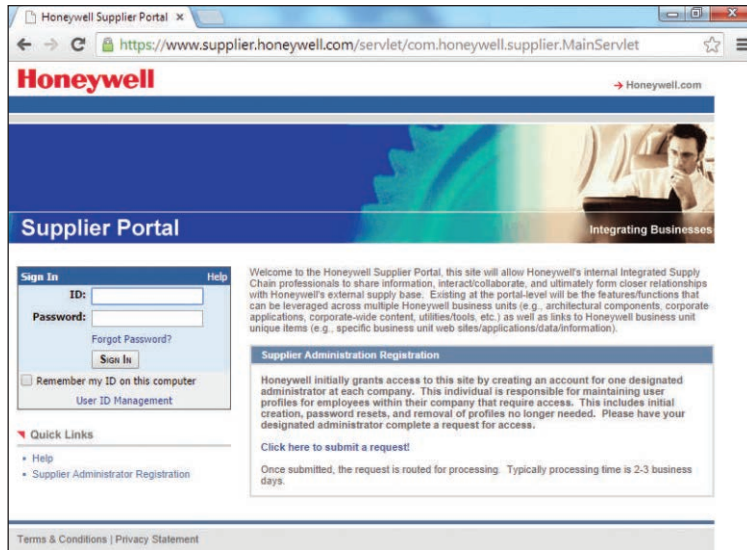 Honeywell Supplier Portal
https://www.supplier.honeywell.com/servlet/com.honeywell.supplier.MainServlet
Honeywell
Honeywell.com
Supplier Portal
Integrating Businesses
Sign In Help
ID:
Password:
Forgot Password?
SIGN IN
Remember my ID on this computer
User ID Management
Quick Links
Help
Supplier Administrator Registration
Welcome to the Honeywell Supplier Portal, this site will allow Honeywell's internal Integrated Supply
Chain professionals to share information, interact/collaborate, and ultimately form closer relationships
with Honeywell's external supply base. Existing at the portal-level will be the features/functions that
can be leveraged across multiple Honeywell business units (e.g., architectural components, corporate
applications, corporate-wide content, utilities/tools, etc.) as well as links to Honeywell business unit
unique items (e.g., specific business unit web sites/applications/data/information).
Supplier Administration Registration
Honeywell initially grants access to this site by creating an account for one designated
administrator at each company. This individual is responsible for maintaining user
profiles for employees within their company that require access. This includes initial
creation, password resets, and removal of profiles no longer needed. Please have your
designated administrator complete a request for access.
Click here to submit a request!
Once submitted, the request is routed for processing. Typically processing time is 2-3 business
days.
Terms & Conditions | Privacy Statement